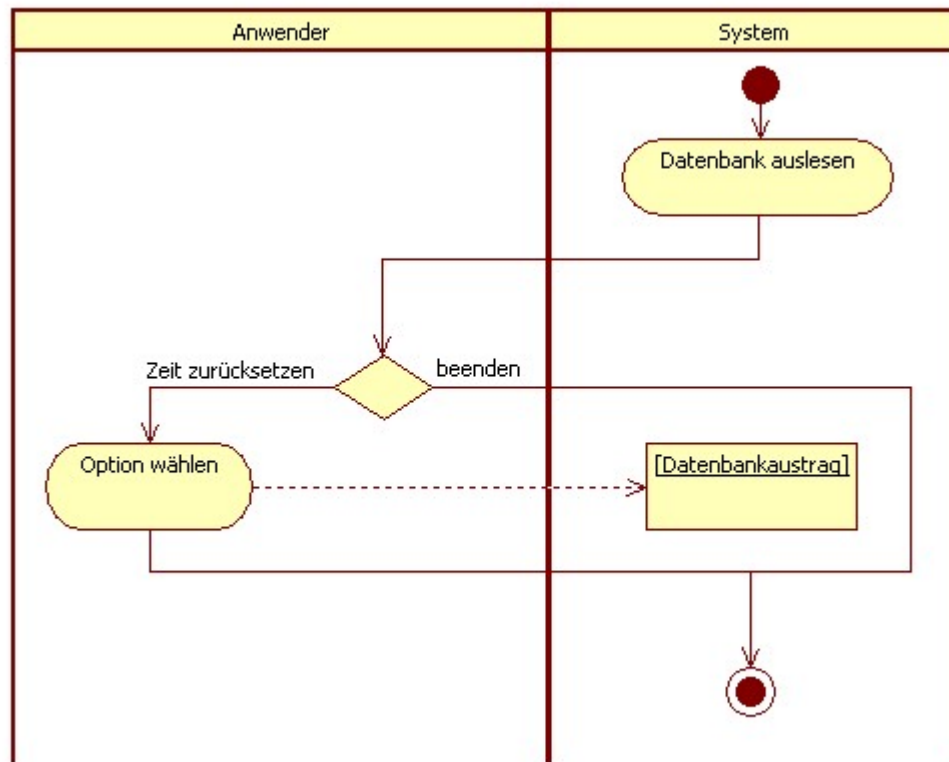 Anwender
System
Datenbank auslesen
Zeit zurücksetzen
beenden
Option wählen
[Datenbankaustrag]